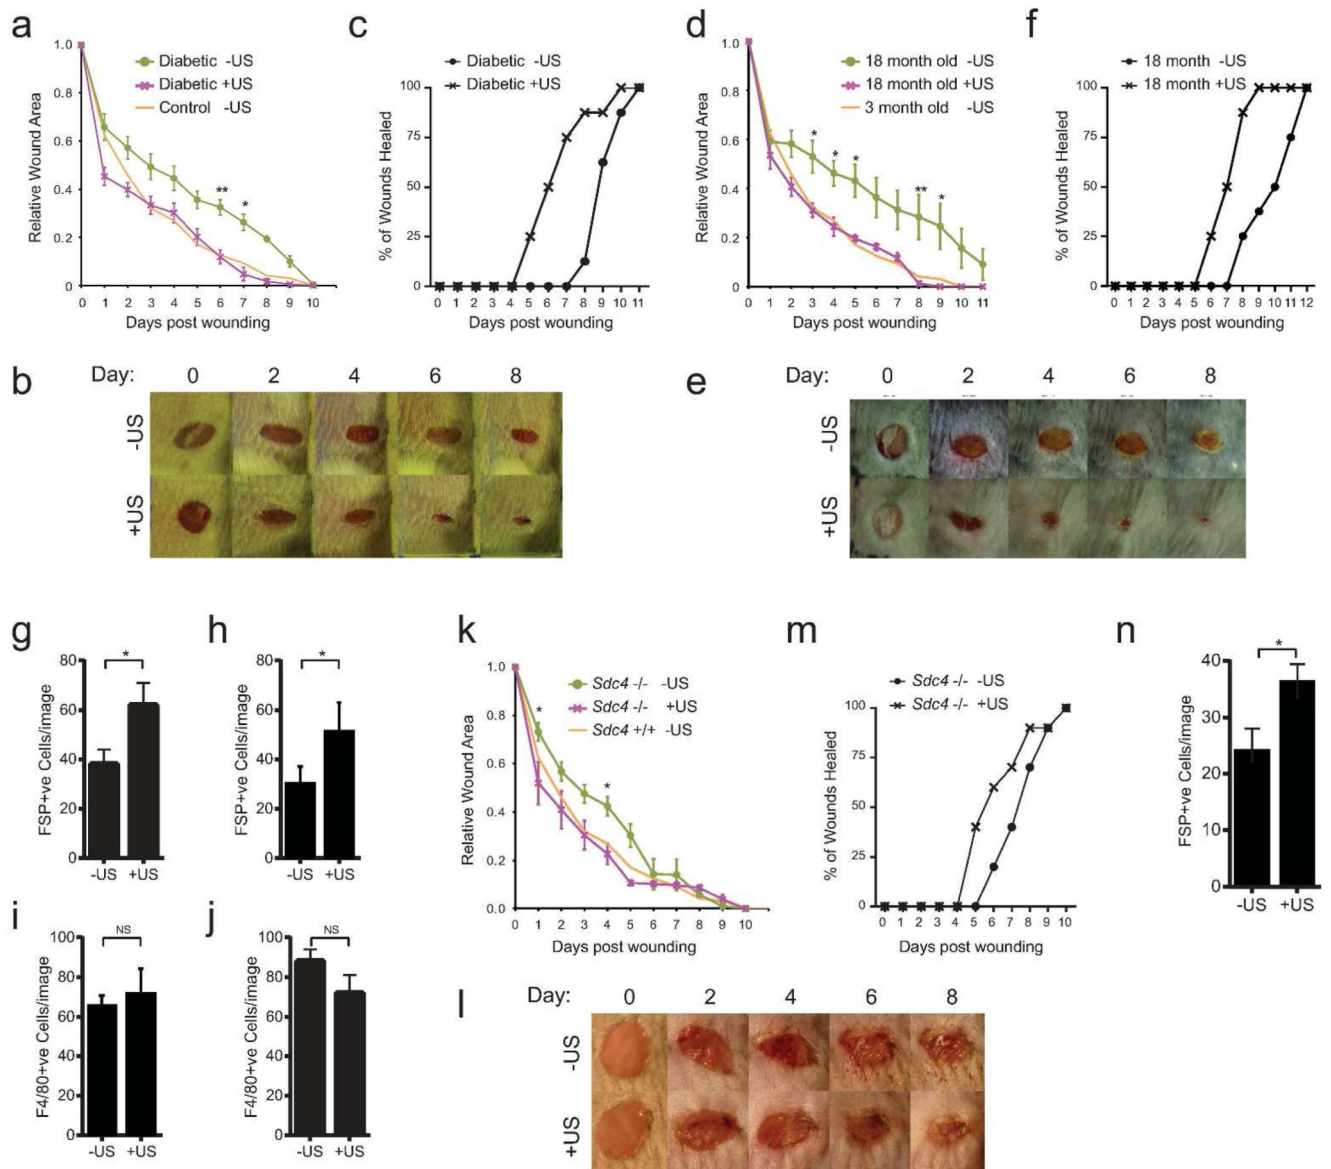 a
1.0
0.8
0.6
0.4
0.2
0
Relative Wound Area
Diabetic -US
Diabetic +US
Control -US
** *
0 1 2 3 4 5 6 7 8 9 10
Days post wounding
c
Diabetic -US
Diabetic +US
100
75
50
25
0
% of Wounds Healed
0 1 2 3 4 5 6 7 8 9 10 11
Days post wounding
d
1.0
0.8
0.6
0.4
0.2
0
Relative Wound Area
18 month old -US
18 month old +US
3 month old -US
* * * ** *
0 1 2 3 4 5 6 7 8 9 10 11
Days post wounding
f
18 month -US
18 month +US
100
75
50
25
0
% of Wounds Healed
0 1 2 3 4 5 6 7 8 9 10 11 12
Days post wounding
b
Day: 0 2 4 6 8
-US
+US
e
Day: 0 2 4 6 8
-US
+US
g
80
60
40
20
0
FSP+ve Cells/image
*
-US +US
h
80
60
40
20
0
FSP+ve Cells/image
*
-US +US
i
100
80
60
40
20
0
F4/80+ve Cells/image
NS
-US +US
j
100
80
60
40
20
0
F4/80+ve Cells/image
NS
-US +US
k
1.0
0.8
0.6
0.4
0.2
0.0
Relative Wound Area
Sdc4 -/- -US
Sdc4 -/- +US
Sdc4 +/+ -US
* *
0 1 2 3 4 5 6 7 8 9 10
Days post wounding
m
Sdc4 -/- -US
Sdc4 -/- +US
100
75
50
25
0
% of Wounds Healed
0 1 2 3 4 5 6 7 8 9 10
Days post wounding
n
40
30
20
10
0
FSP+ve Cells/image
*
-US +US
l
Day: 0 2 4 6 8
-US
+US